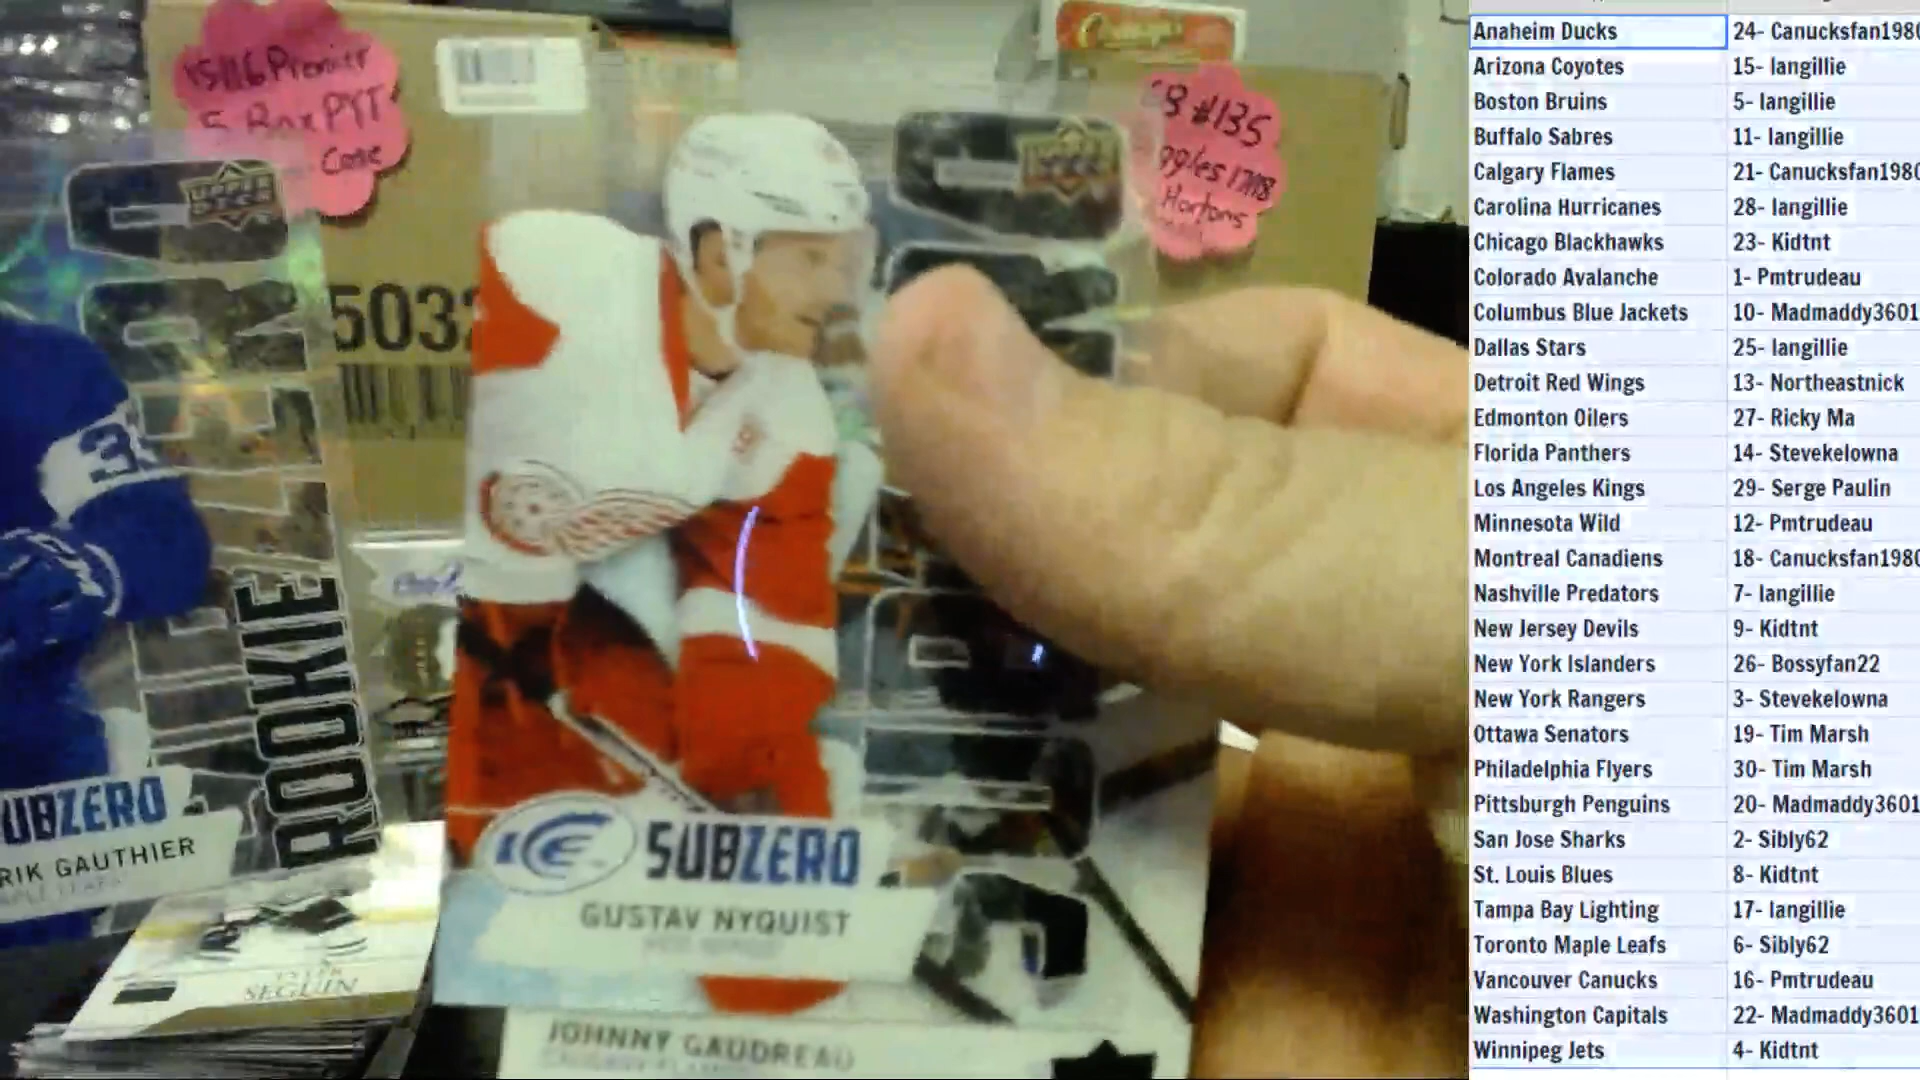 15/16 Premier
5 Box PYT
Case
#135
Hortons
UPPER
DECK
5032
39
ROOKIE
SUBZERO
GAUTHIER
SEGUIN
ICE SUBZERO
GUSTAV NYQUIST
JOHNNY GAUDREAU
Anaheim Ducks 24- Canucksfan1980
Arizona Coyotes 15- langillie
Boston Bruins 5- langillie
Buffalo Sabres 11- langillie
Calgary Flames 21- Canucksfan1980
Carolina Hurricanes 28- langillie
Chicago Blackhawks 23- Kidtnt
Colorado Avalanche 1- Pmtrudeau
Columbus Blue Jackets 10- Madmaddy3601
Dallas Stars 25- langillie
Detroit Red Wings 13- Northeastnick
Edmonton Oilers 27- Ricky Ma
Florida Panthers 14- Stevekelowna
Los Angeles Kings 29- Serge Paulin
Minnesota Wild 12- Pmtrudeau
Montreal Canadiens 18- Canucksfan1980
Nashville Predators 7- langillie
New Jersey Devils 9- Kidtnt
New York Islanders 26- Bossyfan22
New York Rangers 3- Stevekelowna
Ottawa Senators 19- Tim Marsh
Philadelphia Flyers 30- Tim Marsh
Pittsburgh Penguins 20- Madmaddy3601
San Jose Sharks 2- Sibly62
St. Louis Blues 8- Kidtnt
Tampa Bay Lighting 17- langillie
Toronto Maple Leafs 6- Sibly62
Vancouver Canucks 16- Pmtrudeau
Washington Capitals 22- Madmaddy3601
Winnipeg Jets 4- Kidtnt